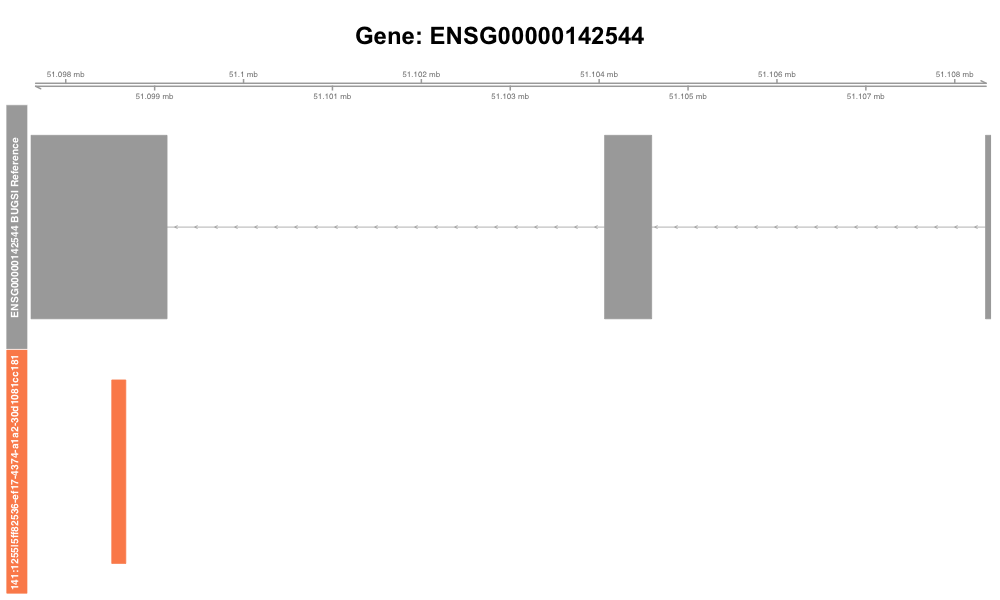 Gene: ENSG00000142544
51.098 mb
51.1 mb
51.102 mb
51.104 mb
51.106 mb
51.108 mb
51.099 mb
51.101 mb
51.103 mb
51.105 mb
51.107 mb
ENSG00000142544 BUGSI Reference
141:1255|5ff82536-ef17-4374-a1a2-30d1081cc181